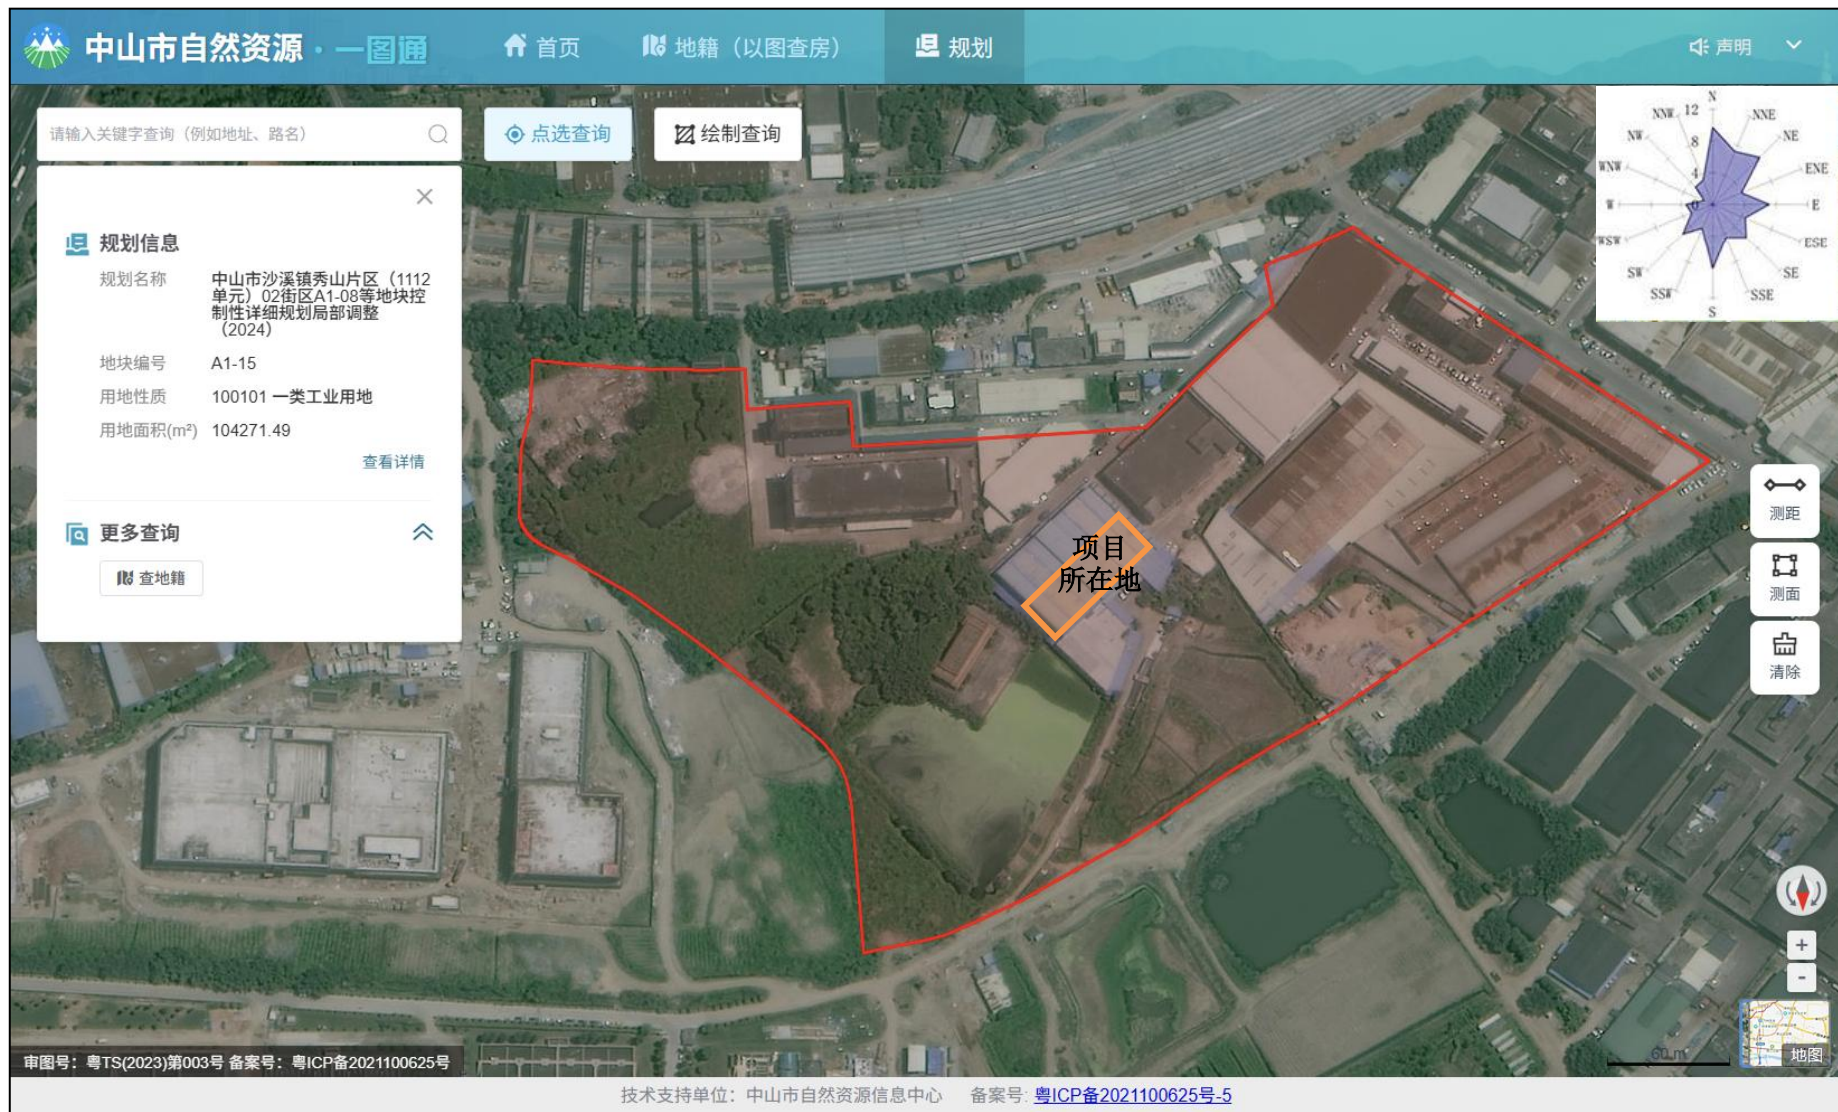 中山市自然资源·一图通
首页
地籍（以图查房）
规划
声明
请输入关键字查询（例如地址、路名）
点选查询
绘制查询
规划信息
规划名称
中山市沙溪镇秀山片区（1112
单元）02街区A1-08等地块控
制性详细规划局部调整
（2024）
地块编号 A1-15
用地性质 100101 一类工业用地
用地面积(m²) 104271.49
查看详情
更多查询
查地籍
N
NNE
NE
ENE
E
ESE
SE
SSE
S
SSW
SW
WSW
W
WNW
NW
NNW
12
8
4
0
项目
所在地
测距
测面
清除
+
-
60 m
地图
审图号：粤TS(2023)第003号 备案号：粤ICP备2021100625号
技术支持单位：中山市自然资源信息中心 备案号: 粤ICP备2021100625号-5